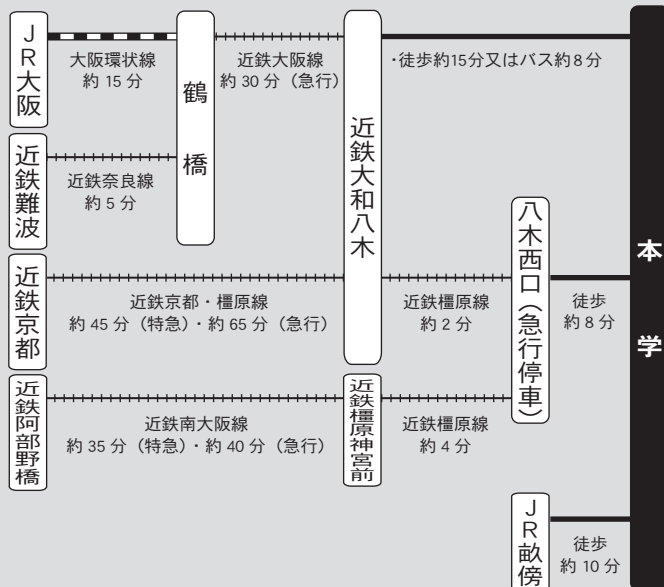 JR大阪
大阪環状線
約 15 分
鶴橋
近鉄大阪線
約 30 分（急行）
近鉄大和八木
・徒歩約15分又はバス約8分
本学
近鉄難波
近鉄奈良線
約 5 分
近鉄京都
近鉄京都・橿原線
約 45 分（特急）・約 65 分（急行）
近鉄橿原線
約 2 分
八木西口（急行停車）
徒歩
約 8 分
近鉄阿部野橋
近鉄南大阪線
約 35 分（特急）・約 40 分（急行）
近鉄橿原神宮前
近鉄橿原線
約 4 分
JR畝傍
徒歩
約 10 分